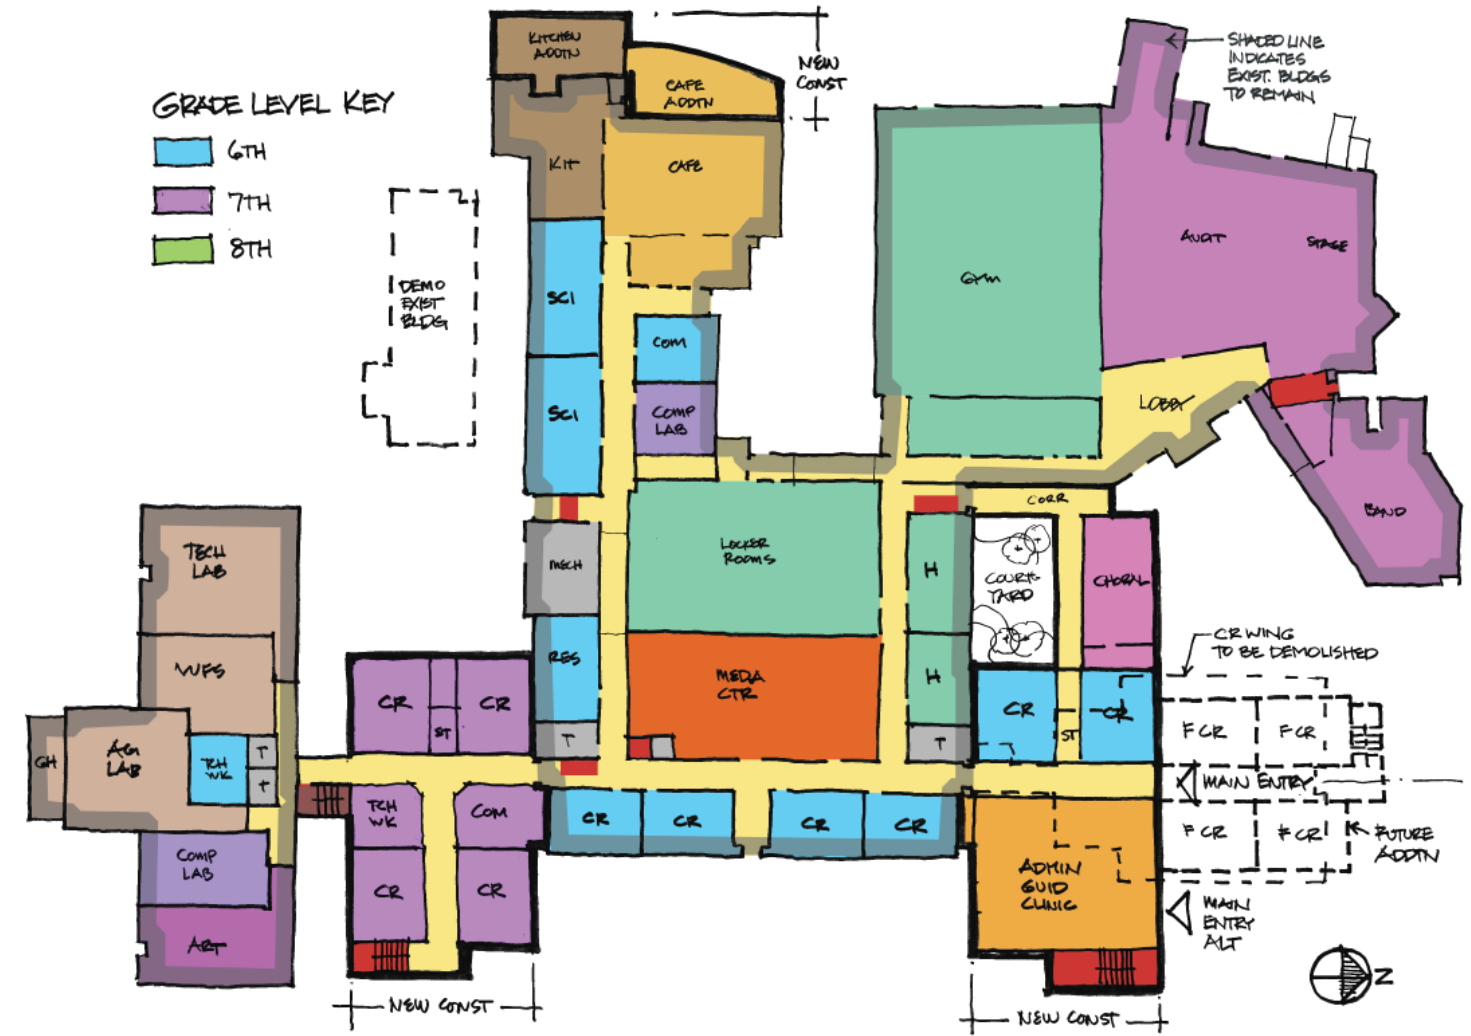 KITCHEN
ADDTN
CAFE
ADDTN
NEW
CONST
SHADED LINE
INDICATES
EXIST. BLDGS
TO REMAIN
GRADE LEVEL KEY
6TH
7TH
8TH
KIT
CAFE
DEMO
EXIST
BLDG
SCI
COM
SCI
COMP
LAB
GYM
AUDIT
STAGE
LOBBY
BAND
CORR
LOCKER
ROOMS
MECH
H
COURT-
YARD
CHORAL
TECH
LAB
RES
MEDIA
CTR
H
CR WING
TO BE DEMOLISHED
CR
ST
CR
T
T
CR
ST
CR
F CR
F CR
GH
AG
LAB
TCH
WK
T
T
MAIN ENTRY
TCH
WK
COM
CR
CR
CR
CR
F CR
F CR
FUTURE
ADDTN
COMP
LAB
CR
CR
ADMIN
GUID
CLINIC
MAIN
ENTRY
ALT
ART
N
NEW CONST
NEW CONST